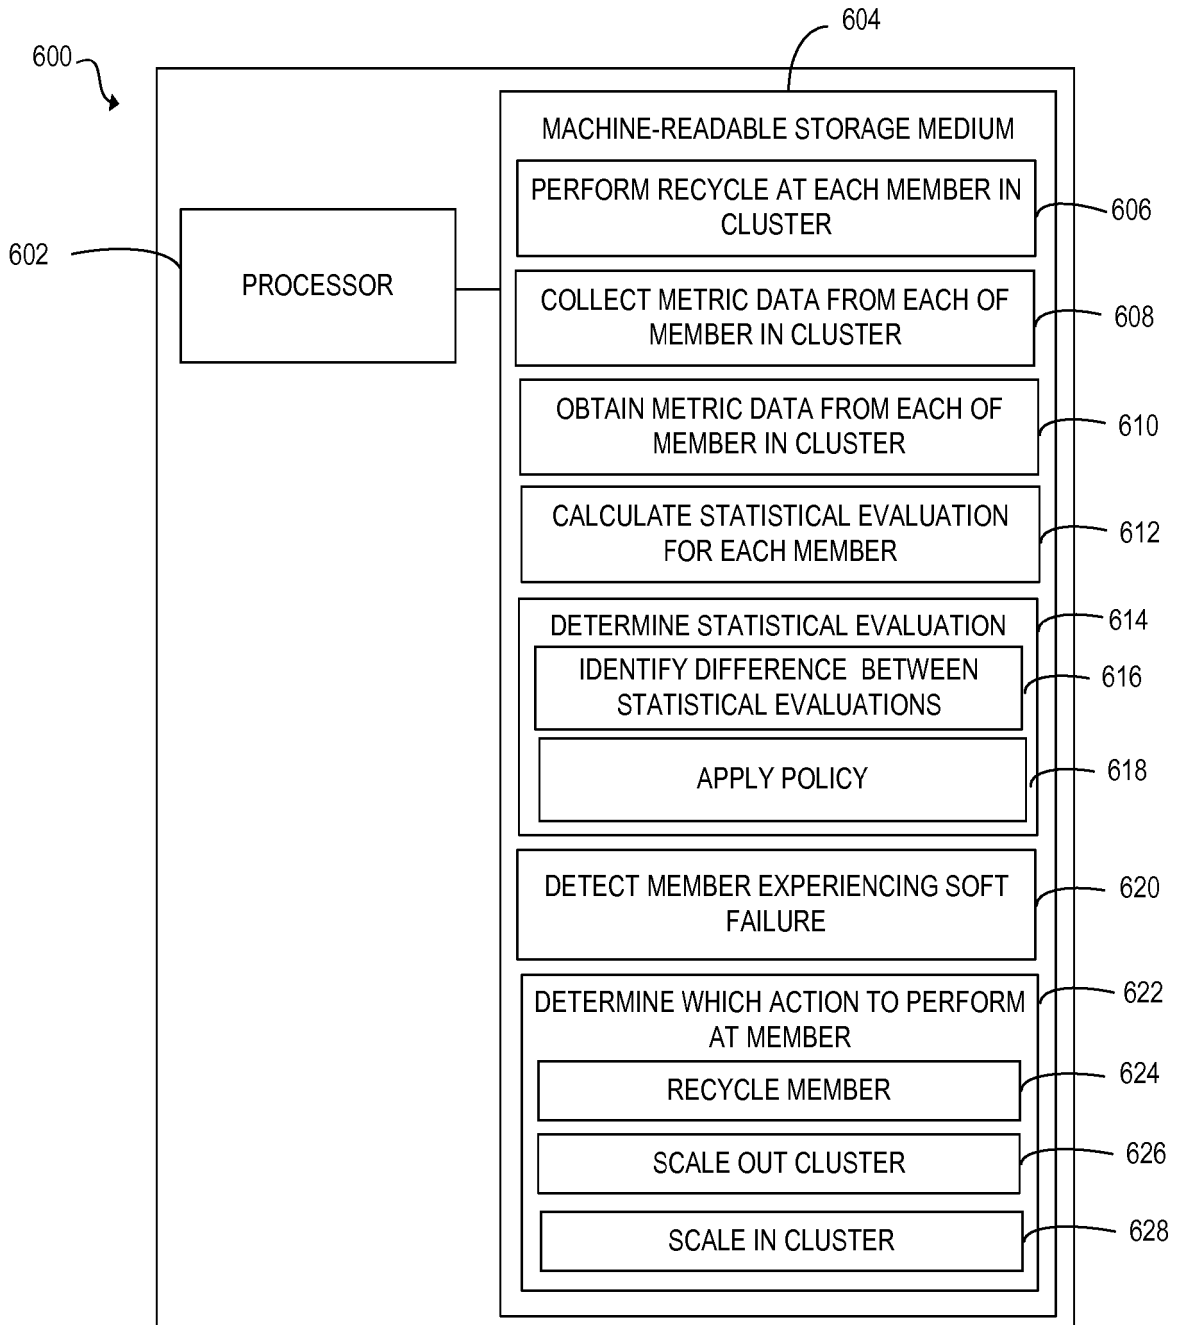 604
600
MACHINE-READABLE STORAGE MEDIUM
PERFORM RECYCLE AT EACH MEMBER IN
CLUSTER
606
602
PROCESSOR
COLLECT METRIC DATA FROM EACH OF
MEMBER IN CLUSTER
608
OBTAIN METRIC DATA FROM EACH OF
MEMBER IN CLUSTER
610
CALCULATE STATISTICAL EVALUATION
FOR EACH MEMBER
612
DETERMINE STATISTICAL EVALUATION
614
IDENTIFY DIFFERENCE BETWEEN
STATISTICAL EVALUATIONS
616
APPLY POLICY
618
DETECT MEMBER EXPERIENCING SOFT
FAILURE
620
DETERMINE WHICH ACTION TO PERFORM
AT MEMBER
622
RECYCLE MEMBER
624
SCALE OUT CLUSTER
626
SCALE IN CLUSTER
628